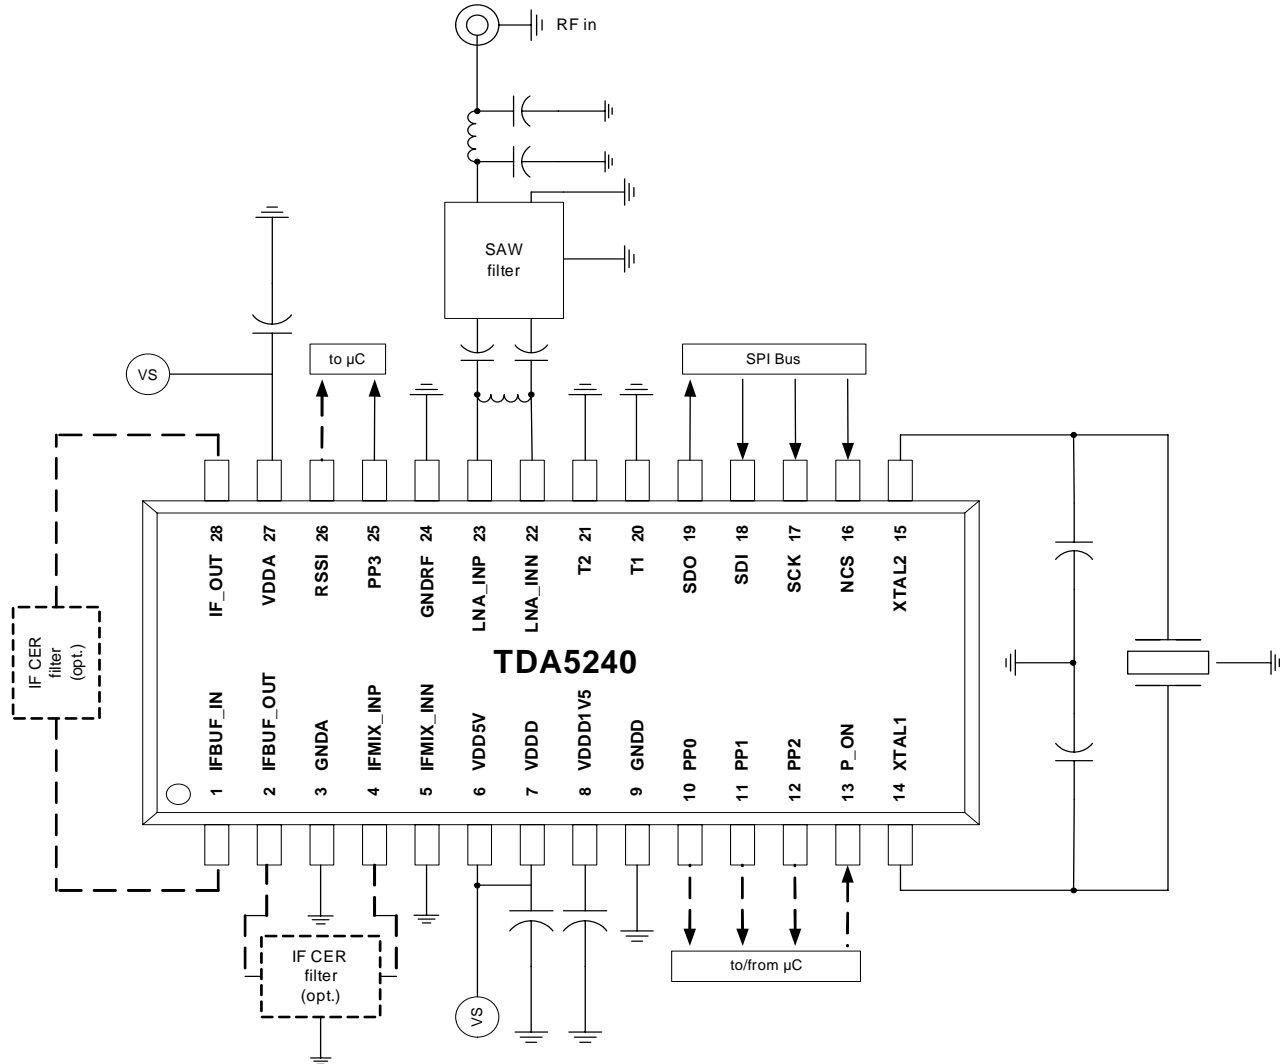 RF in
SAW
filter
VS
to µC
SPI Bus
28 27 26 25 24 23 22 21 20 19 18 17 16 15
IF_OUT VDDA RSSI PP3 GNDRF LNA_INP LNA_INN T2 T1 SDO SDI SCK NCS XTAL2
IF CER
filter
(opt.)
TDA5240
IFBUF_IN IFBUF_OUT GNDA IFMIX_INP IFMIX_INN VDD5V VDDD VDDD1V5 GNDD PP0 PP1 PP2 P_ON XTAL1
1 2 3 4 5 6 7 8 9 10 11 12 13 14
IF CER
filter
(opt.)
to/from µC
VS